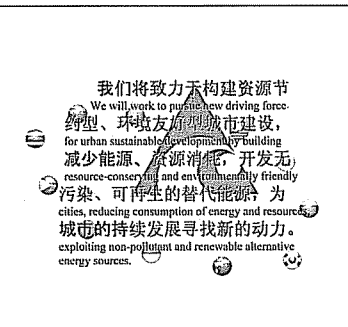 我们将致力于构建资源节
We will work to pursue new driving force
约型、环境友好型城市建设，
for urban sustainable development by building
减少能源、资源消耗，开发无
resource-conserving and environmentally friendly
污染、可再生的替代能源，为
cities, reducing consumption of energy and resources,
城市的持续发展寻找新的动力。
exploiting non-pollutant and renewable alternative
energy sources.